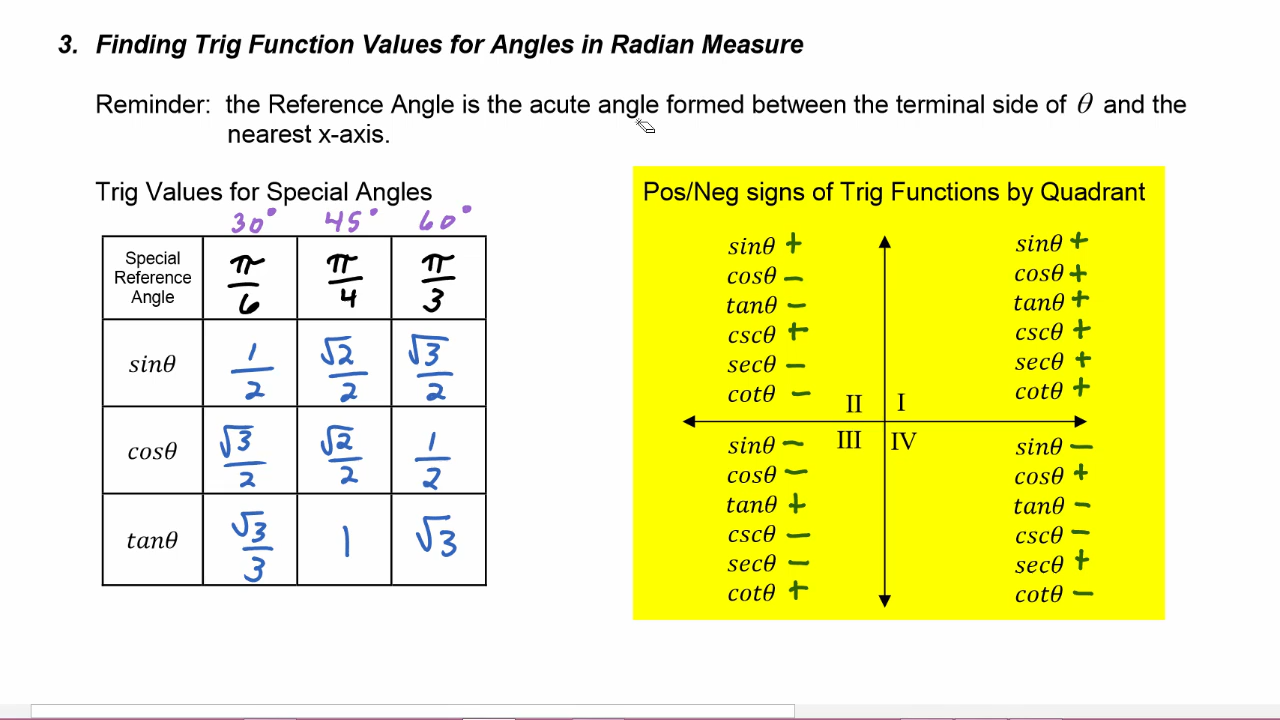 3. Finding Trig Function Values for Angles in Radian Measure
Reminder: the Reference Angle is the acute angle formed between the terminal side of θ and the
nearest x-axis.
Trig Values for Special Angles
30° 45° 60°
Special Reference Angle π/6 π/4 π/3
sinθ 1/2 √2/2 √3/2
cosθ √3/2 √2/2 1/2
tanθ √3/3 1 √3
Pos/Neg signs of Trig Functions by Quadrant
sinθ +
cosθ −
tanθ −
cscθ +
secθ −
cotθ −
II
sinθ +
cosθ +
tanθ +
cscθ +
secθ +
cotθ +
I
sinθ −
cosθ −
tanθ +
cscθ −
secθ −
cotθ +
III
IV
sinθ −
cosθ +
tanθ −
cscθ −
secθ +
cotθ −